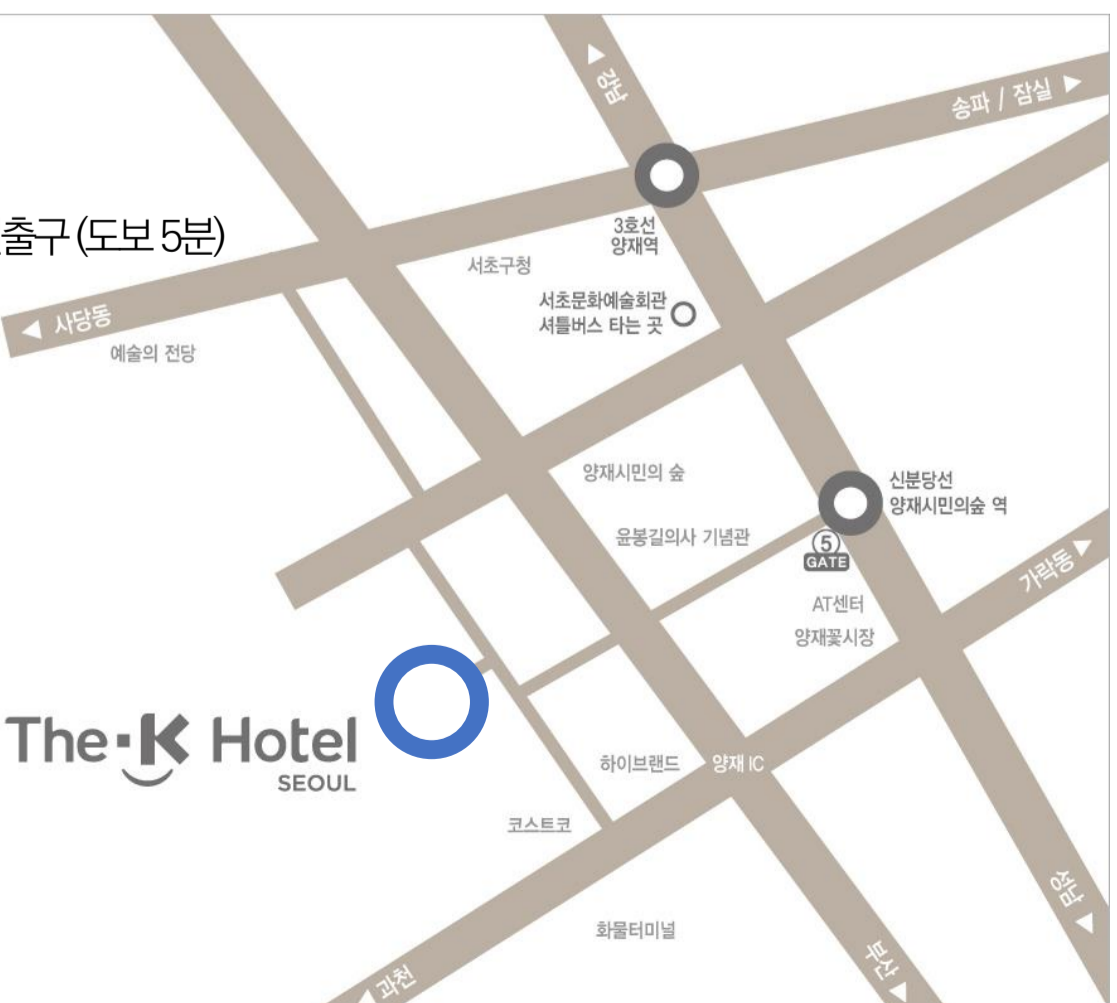 강남
송파 / 잠실
출구 (도보 5분)
3호선
양재역
서초구청
서초문화예술회관
셔틀버스 타는 곳
사당동
예술의 전당
양재시민의 숲
신분당선
양재시민의숲 역
윤봉길의사 기념관
5
GATE
가락동
AT센터
양재꽃시장
The K Hotel
SEOUL
하이브랜드
양재 IC
코스트코
성남
화물터미널
부산
과천